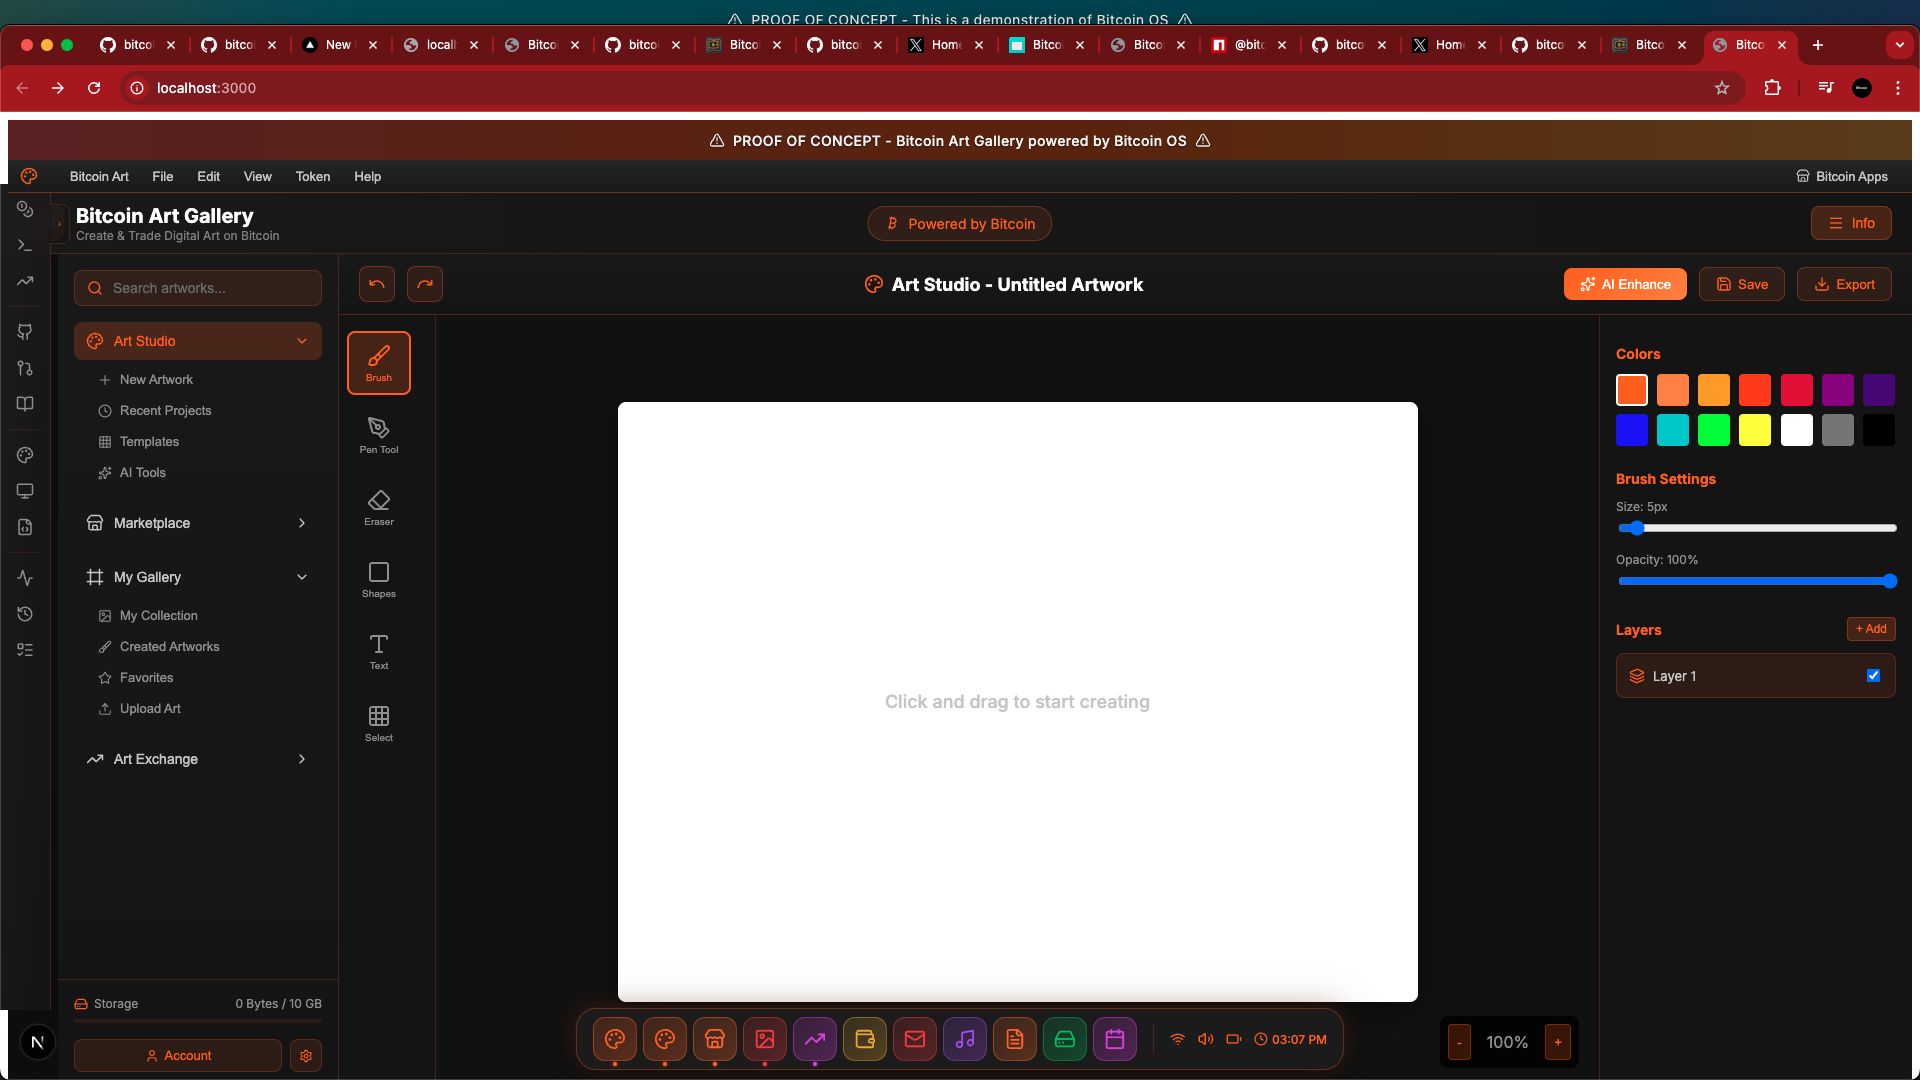 PROOF OF CONCEPT - This is a demonstration of Bitcoin OS
bitco
bitco
New
local
Bitco
bitco
Bitco
bitco
Hom
Bitco
Bitco
@bitc
bitco
Hom
bitco
Bitco
Bitco
localhost:3000
PROOF OF CONCEPT - Bitcoin Art Gallery powered by Bitcoin OS
Bitcoin Art File Edit View Token Help
Bitcoin Apps
Bitcoin Art Gallery
Create & Trade Digital Art on Bitcoin
Powered by Bitcoin
Info
Search artworks...
Art Studio
New Artwork
Recent Projects
Templates
AI Tools
Marketplace
My Gallery
My Collection
Created Artworks
Favorites
Upload Art
Art Exchange
Storage 0 Bytes / 10 GB
Account
N
Art Studio - Untitled Artwork
AI Enhance
Save
Export
Brush
Pen Tool
Eraser
Shapes
Text
Select
Click and drag to start creating
Colors
Brush Settings
Size: 5px
Opacity: 100%
Layers
+ Add
Layer 1
03:07 PM
- 100% +